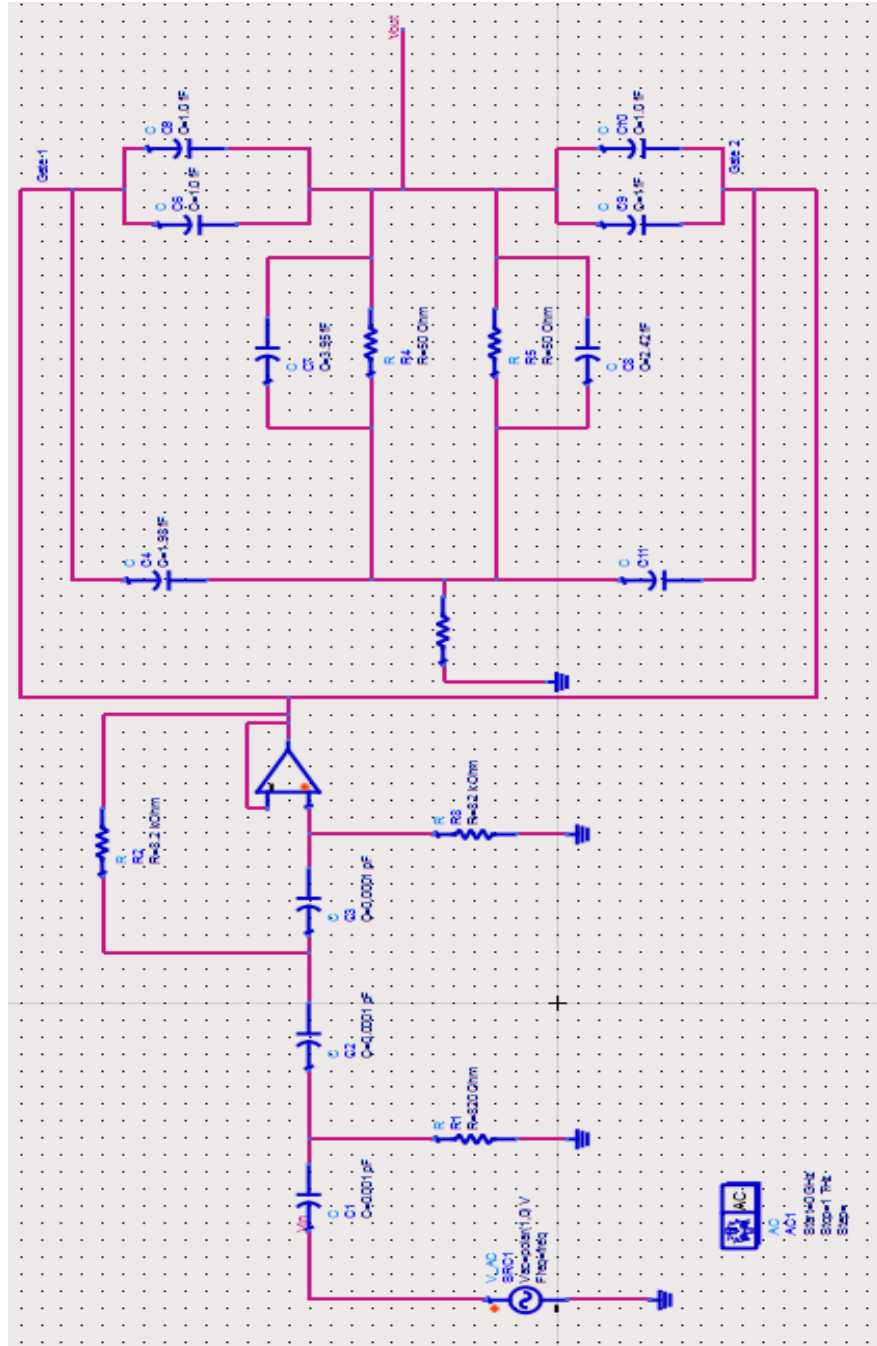 Vin
C
C1
C=0.001 pF
V_AC
SRC1
Vac=polar(1,0) V
Freq=freq
R
R1
R=820 Ohm
C
C2
C=0.0001 pF
R
R2
R=8.2 kOhm
C
C3
C=0.0001 pF
R
R=8.2 kOhm
Gate 1
C
C4
C=1.98 fF
C
C=1.0 fF
C
C6
C=1.0 fF
C
C7
C=3.95 fF
R
R4
R=50 Ohm
Vout
R
R5
R=50 Ohm
C
C8
C=2.42 fF
C
C9
C=1 fF
C
C10
C=1.0 fF
C
C11
Gate 2
AC
AC
AC1
Start=0 GHz
Stop=1 THz
Step=